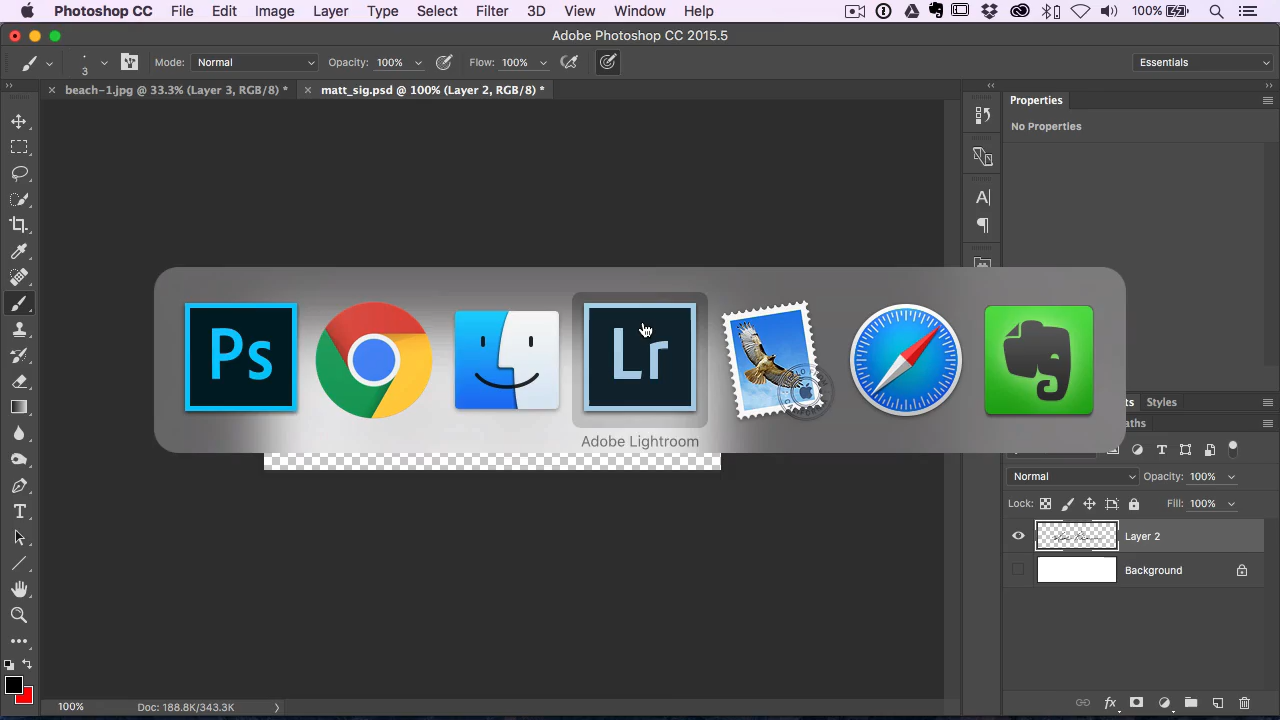 Photoshop CC File Edit Image Layer Type Select Filter 3D View Window Help 100%
Adobe Photoshop CC 2015.5
3 Mode: Normal Opacity: 100% Flow: 100% Essentials
beach-1.jpg @ 33.3% (Layer 3, RGB/8) * matt_sig.psd @ 100% (Layer 2, RGB/8) *
Properties
No Properties
Ps
Lr
Adobe Lightroom
Styles
Normal Opacity: 100%
Lock: Fill: 100%
Layer 2
Background
100% Doc: 188.8K/343.3K